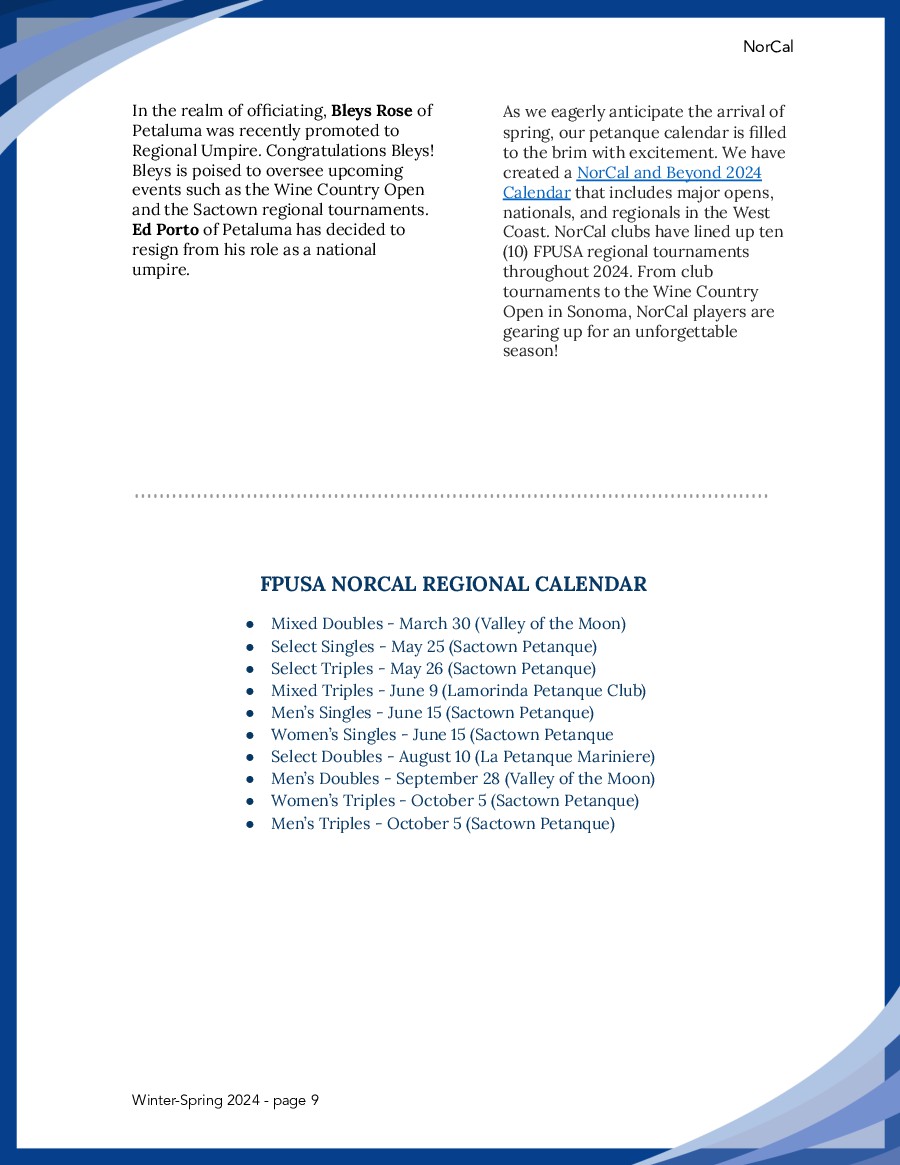 NorCal
In the realm of officiating, Bleys Rose of
Petaluma was recently promoted to
Regional Umpire. Congratulations Bleys!
Bleys is poised to oversee upcoming
events such as the Wine Country Open
and the Sactown regional tournaments.
Ed Porto of Petaluma has decided to
resign from his role as a national
umpire.
As we eagerly anticipate the arrival of
spring, our petanque calendar is filled
to the brim with excitement. We have
created a NorCal and Beyond 2024
Calendar that includes major opens,
nationals, and regionals in the West
Coast. NorCal clubs have lined up ten
(10) FPUSA regional tournaments
throughout 2024. From club
tournaments to the Wine Country
Open in Sonoma, NorCal players are
gearing up for an unforgettable
season!
FPUSA NORCAL REGIONAL CALENDAR
● Mixed Doubles - March 30 (Valley of the Moon)
● Select Singles - May 25 (Sactown Petanque)
● Select Triples - May 26 (Sactown Petanque)
● Mixed Triples - June 9 (Lamorinda Petanque Club)
● Men's Singles - June 15 (Sactown Petanque)
● Women's Singles - June 15 (Sactown Petanque
● Select Doubles - August 10 (La Petanque Mariniere)
● Men's Doubles - September 28 (Valley of the Moon)
● Women's Triples - October 5 (Sactown Petanque)
● Men's Triples - October 5 (Sactown Petanque)
Winter-Spring 2024 - page 9